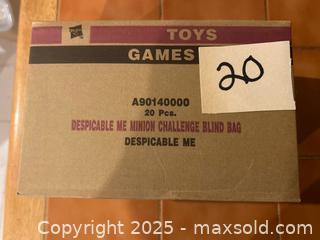 TOYS
GAMES
20
A90140000
20 Pcs.
DESPICABLE ME MINION CHALLENGE BLIND BAG
DESPICABLE ME
Copyright 2025 - maxsold.com